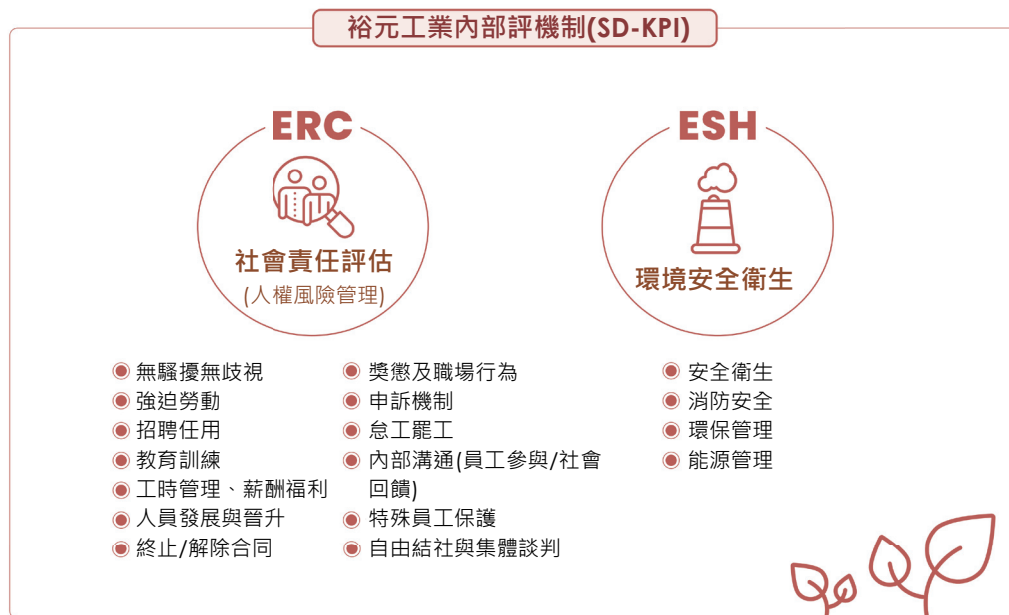 裕元工業內部評機制(SD-KPI)
ERC
社會責任評估
(人權風險管理)
無騷擾無歧視
強迫勞動
招聘任用
教育訓練
工時管理、薪酬福利
人員發展與晉升
終止/解除合同
獎懲及職場行為
申訴機制
怠工罷工
內部溝通(員工參與/社會
回饋)
特殊員工保護
自由結社與集體談判
ESH
環境安全衛生
安全衛生
消防安全
環保管理
能源管理